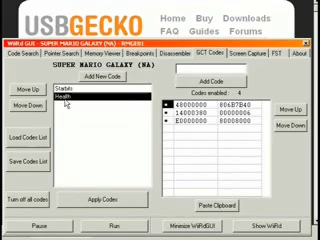 USBGECKO
Home Buy Downloads
FAQ Guides Forums
WiiRd GUI - SUPER MARIO GALAXY (NA) - RMGE01
Code Search Pointer Search Memory Viewer Breakpoints Disassembler GCT Codes Screen Capture FST About
SUPER MARIO GALAXY (NA)
Add New Code
Add Code
Codes enabled: 4
Move Up
Move Down
Load Codes List
Save Codes List
Turn off all codes
Starbits
Health
Apply Codes
48000000 806B7B40
14000380 00000006
E0000000 80008000
Move Up
Move Down
Paste Clipboard
Pause
Run
Minimize WiiRdGUI
Show WiiRd